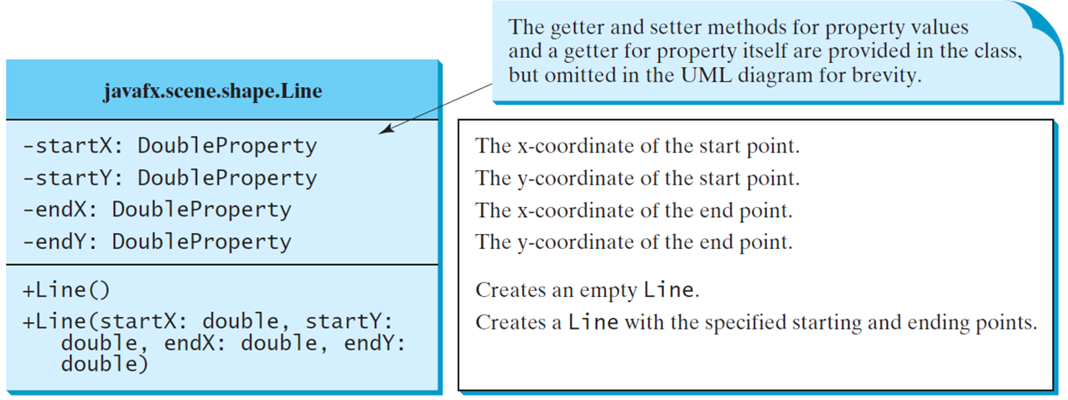 The getter and setter methods for property values
and a getter for property itself are provided in the class,
but omitted in the UML diagram for brevity.
javafx.scene.shape.Line
-startX: DoubleProperty
-startY: DoubleProperty
-endX: DoubleProperty
-endY: DoubleProperty
The x-coordinate of the start point.
The y-coordinate of the start point.
The x-coordinate of the end point.
The y-coordinate of the end point.
+Line()
+Line(startX: double, startY:
double, endX: double, endY:
double)
Creates an empty Line.
Creates a Line with the specified starting and ending points.